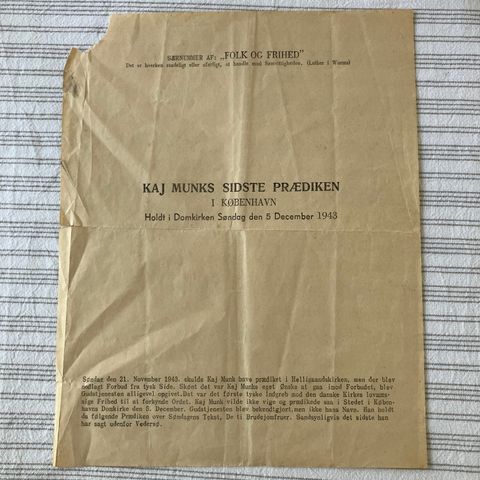 SÆRNUMMER AF: „FOLK OG FRIHED"
Det er hverken raadeligt eller ufarligt, at handle mod Samvittigheden. (Luther i Worms)
KAJ MUNKS SIDSTE PRÆDIKEN
I KØBENHAVN
Holdt i Domkirken Søndag den 5 December 1943
Søndag den 21. November 1943. skulde Kaj Munk have prædiket i Helligaandskirken, men der blev
nedlagt Forbud fra tysk Side. Skønt det var Kaj Munks eget Ønske at gaa imod Forbudet, blev
Gudstjenesten alligevel opgivet. Det var det første tyske Indgreb mod den danske Kirkes lovmæs-
sige Frihed til at forkynde Ordet. Kaj Munk vilde ikke vige og prædikede saa i Stedet i Køben-
havns Domkirke den 5. December. Gudstjenesten blev bekendtgjort, men ikke hans Navn. Han holdt
da følgende Prædiken over Søndagens Tekst, De ti Brudejomfruer. Sandsynligvis det sidste han
har sagt udenfor Vedersø.